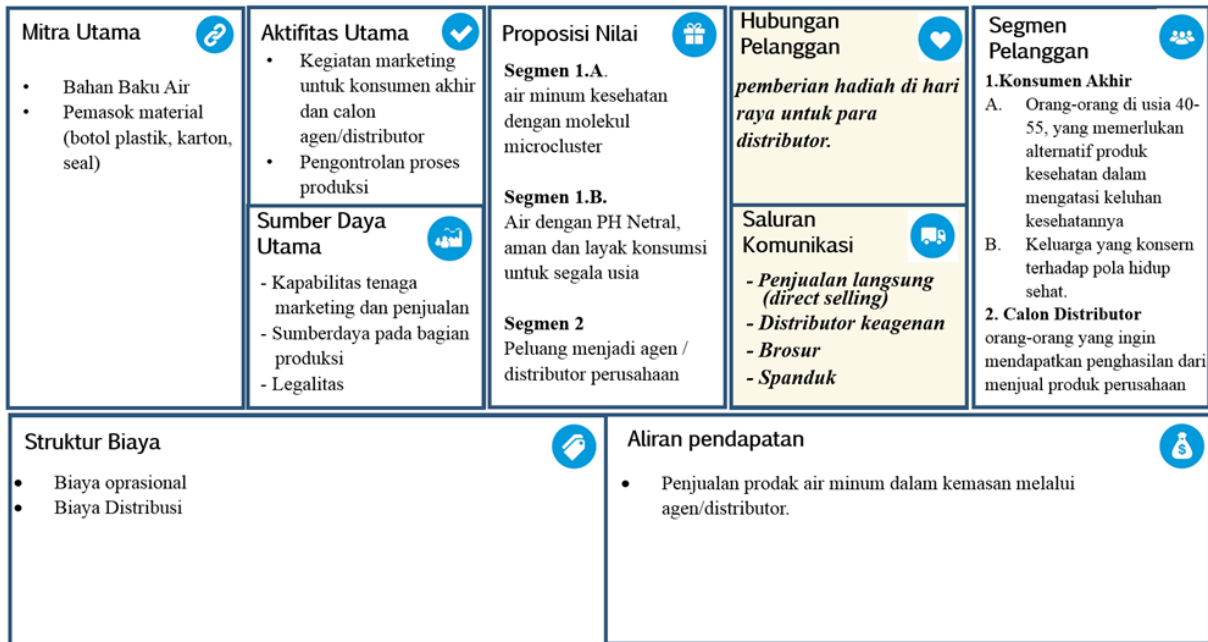 Mitra Utama
• Bahan Baku Air
• Pemasok material
(botol plastik, karton,
seal)
Aktifitas Utama
• Kegiatan marketing
untuk konsumen akhir
dan calon
agen/distributor
• Pengontrolan proses
produksi
Sumber Daya
Utama
- Kapabilitas tenaga
marketing dan penjualan
- Sumberdaya pada bagian
produksi
- Legalitas
Proposisi Nilai
Segmen 1.A.
air minum kesehatan
dengan molekul
microcluster
Segmen 1.B.
Air dengan PH Netral,
aman dan layak konsumsi
untuk segala usia
Segmen 2
Peluang menjadi agen /
distributor perusahaan
Hubungan
Pelanggan
pemberian hadiah di hari
raya untuk para
distributor.
Saluran
Komunikasi
- Penjualan langsung
(direct selling)
- Distributor keagenan
- Brosur
- Spanduk
Segmen
Pelanggan
1.Konsumen Akhir
A. Orang-orang di usia 40-
55, yang memerlukan
alternatif produk
kesehatan dalam
mengatasi keluhan
kesehatannya
B. Keluarga yang konsern
terhadap pola hidup
sehat.
2. Calon Distributor
orang-orang yang ingin
mendapatkan penghasilan dari
menjual produk perusahaan
Struktur Biaya
• Biaya oprasional
• Biaya Distribusi
Aliran pendapatan
• Penjualan prodak air minum dalam kemasan melalui
agen/distributor.